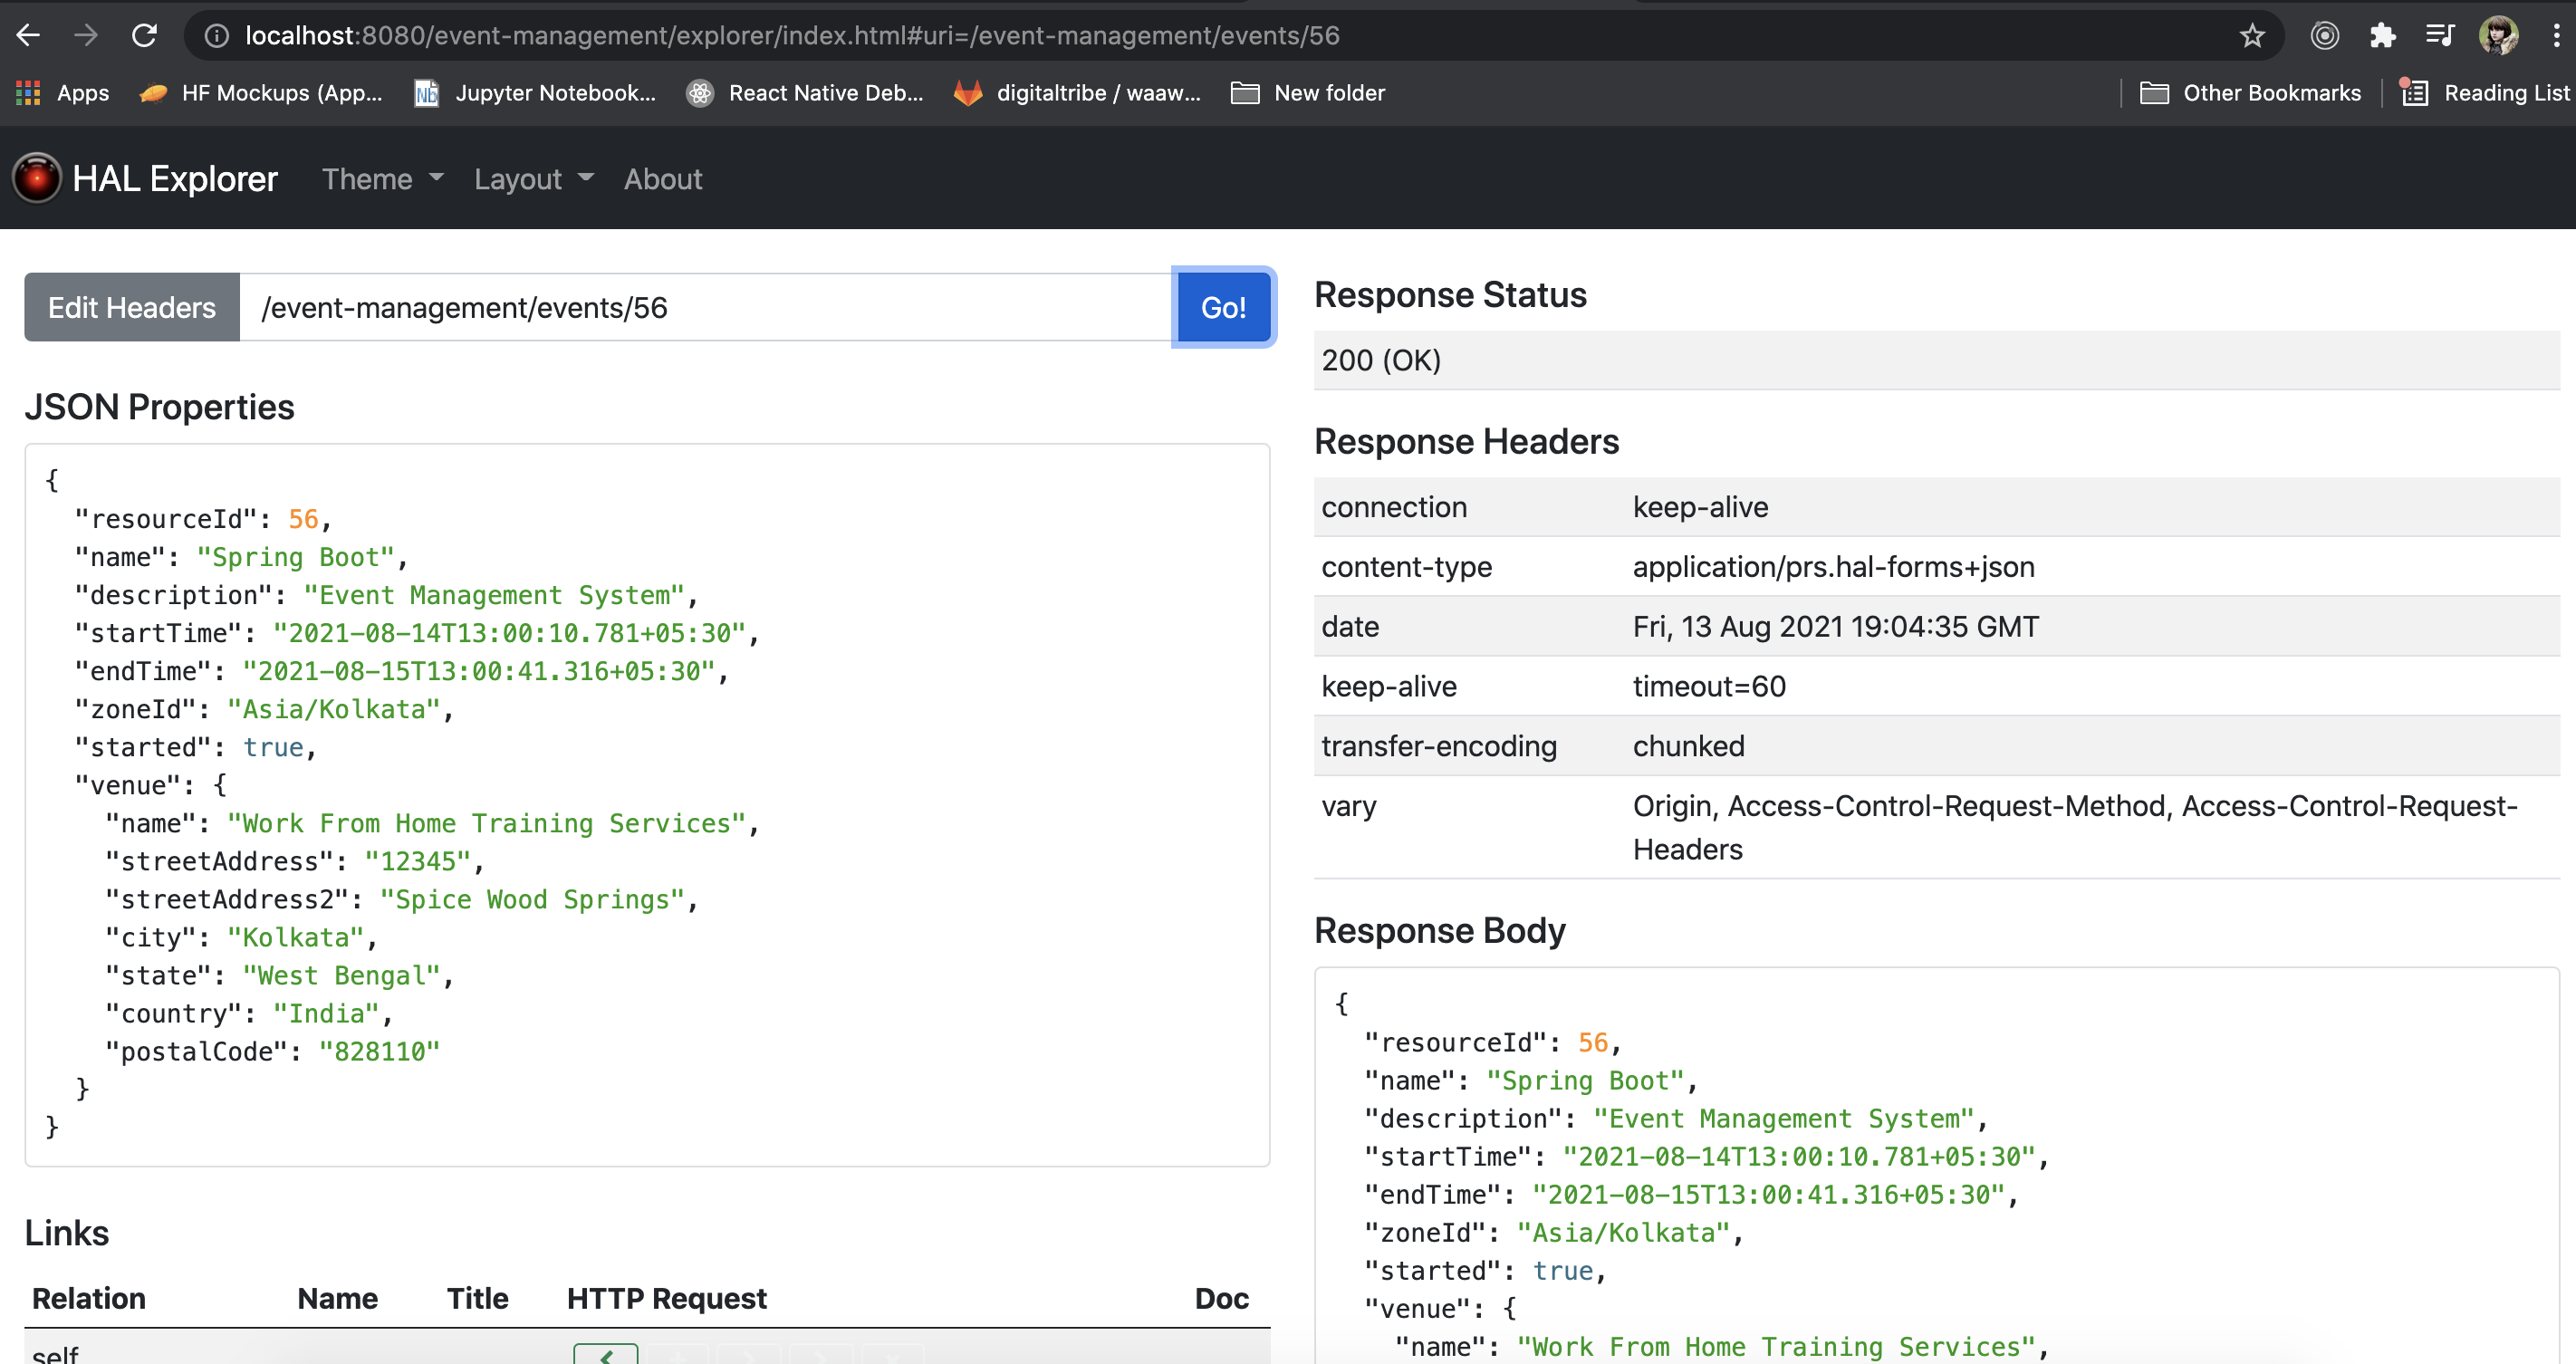 localhost:8080/event-management/explorer/index.html#uri=/event-management/events/56
Apps HF Mockups (App... Jupyter Notebook... React Native Deb... digitaltribe / waaw... New folder Other Bookmarks Reading List
HAL Explorer Theme Layout About
Edit Headers /event-management/events/56 Go!
JSON Properties
{
"resourceId": 56,
"name": "Spring Boot",
"description": "Event Management System",
"startTime": "2021-08-14T13:00:10.781+05:30",
"endTime": "2021-08-15T13:00:41.316+05:30",
"zoneId": "Asia/Kolkata",
"started": true,
"venue": {
"name": "Work From Home Training Services",
"streetAddress": "12345",
"streetAddress2": "Spice Wood Springs",
"city": "Kolkata",
"state": "West Bengal",
"country": "India",
"postalCode": "828110"
}
}
Links
Relation Name Title HTTP Request Doc
self
Response Status
200 (OK)
Response Headers
connection keep-alive
content-type application/prs.hal-forms+json
date Fri, 13 Aug 2021 19:04:35 GMT
keep-alive timeout=60
transfer-encoding chunked
vary Origin, Access-Control-Request-Method, Access-Control-Request-
Headers
Response Body
{
"resourceId": 56,
"name": "Spring Boot",
"description": "Event Management System",
"startTime": "2021-08-14T13:00:10.781+05:30",
"endTime": "2021-08-15T13:00:41.316+05:30",
"zoneId": "Asia/Kolkata",
"started": true,
"venue": {
"name": "Work From Home Training Services",